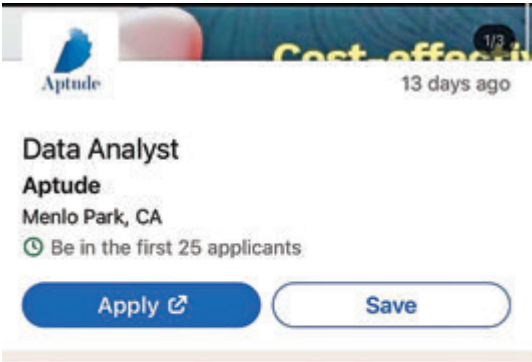 Cost-effectiv
1/3
Aptude
13 days ago
Data Analyst
Aptude
Menlo Park, CA
Be in the first 25 applicants
Apply
Save